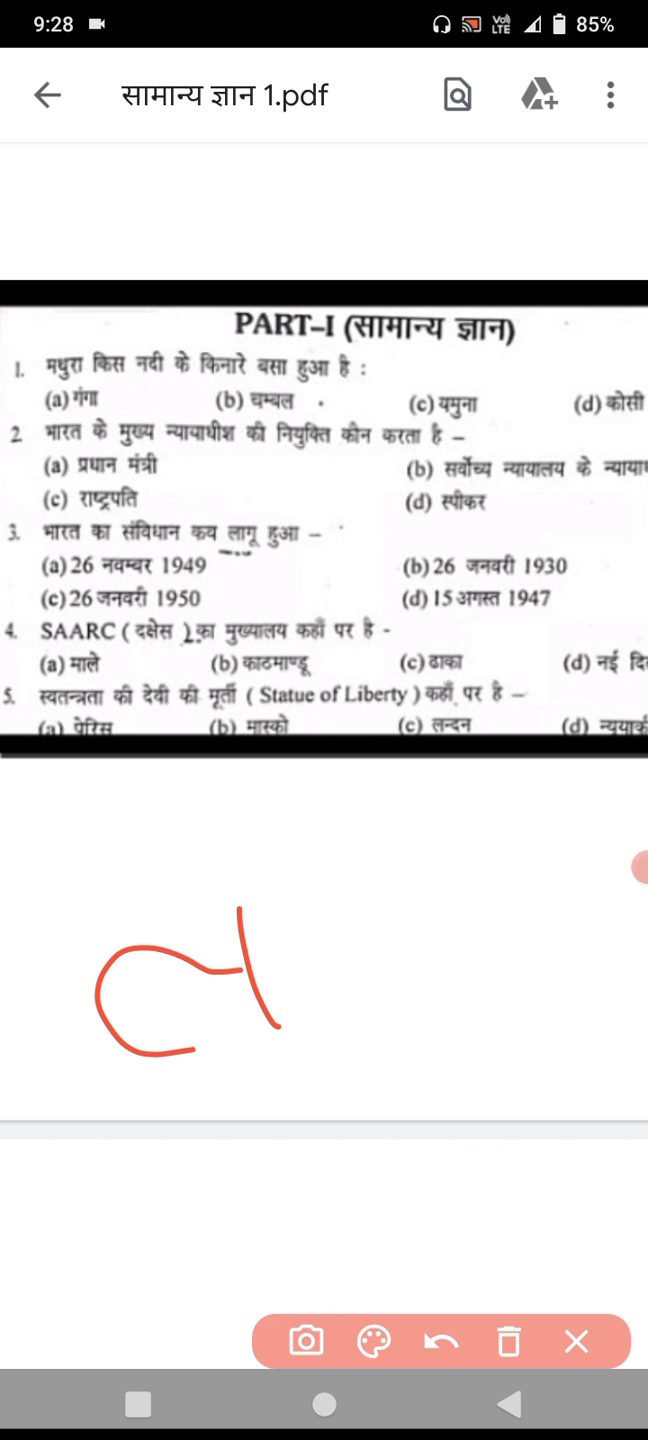 9:28 Vo) LTE 85%
सामान्य ज्ञान 1.pdf
PART–I (सामान्य ज्ञान)
1. मथुरा किस नदी के किनारे बसा हुआ है :
(a) गंगा (b) चम्बल (c) यमुना (d) कोसी
2 भारत के मुख्य न्यायाधीश की नियुक्ति कौन करता है –
(a) प्रधान मंत्री (b) सर्वोच्य न्यायालय के
(c) राष्ट्रपति (d) स्पीकर
3. भारत का संविधान कब लागू हुआ –
(a) 26 नवम्बर 1949 (b) 26 जनवरी 1930
(c) 26 जनवरी 1950 (d) 15 अगस्त 1947
4. SAARC ( दक्षेस ) का मुख्यालय कहाँ पर है -
(a) माले (b) काठमाण्डू (c) ढाका (d) नई
5. स्वतन्त्रता की देवी की मूर्ती ( Statue of Liberty ) कहाँ पर है –
(a) पेरिस (b) मास्को (c) लन्दन (d)